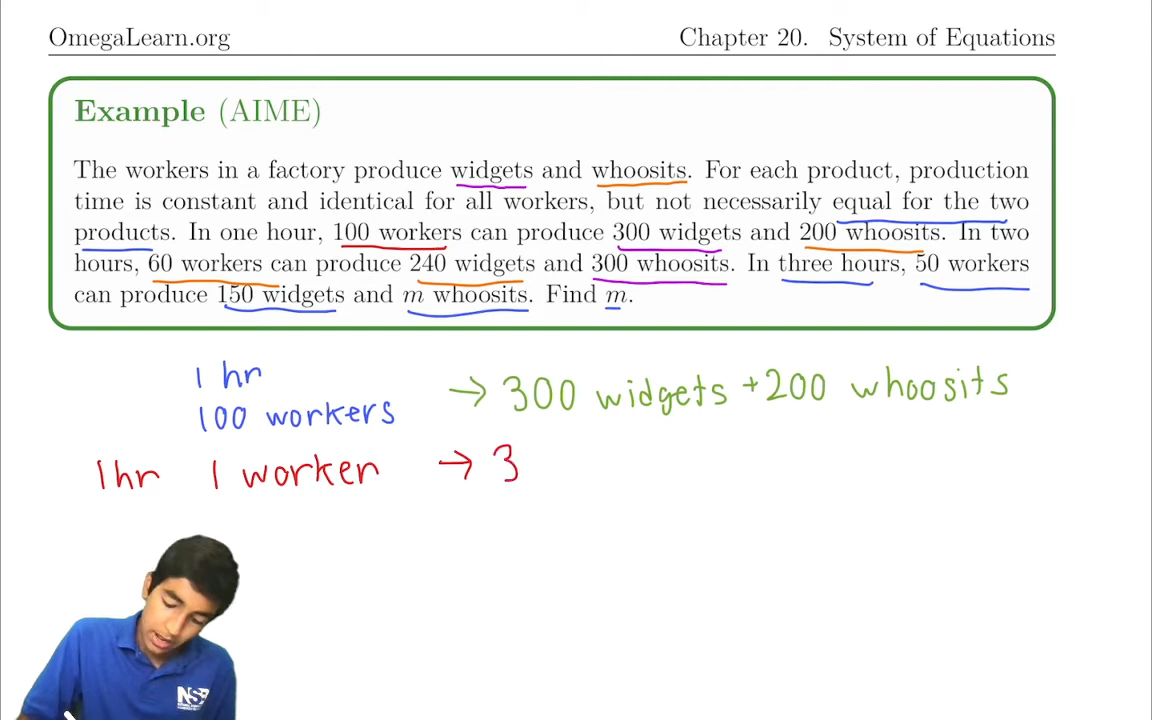 OmegaLearn.org
Chapter 20. System of Equations
Example (AIME)
The workers in a factory produce widgets and whoosits. For each product, production
time is constant and identical for all workers, but not necessarily equal for the two
products. In one hour, 100 workers can produce 300 widgets and 200 whoosits. In two
hours, 60 workers can produce 240 widgets and 300 whoosits. In three hours, 50 workers
can produce 150 widgets and m whoosits. Find m.
1 hr
100 workers → 300 widgets + 200 whoosits
1hr 1 worker → 3